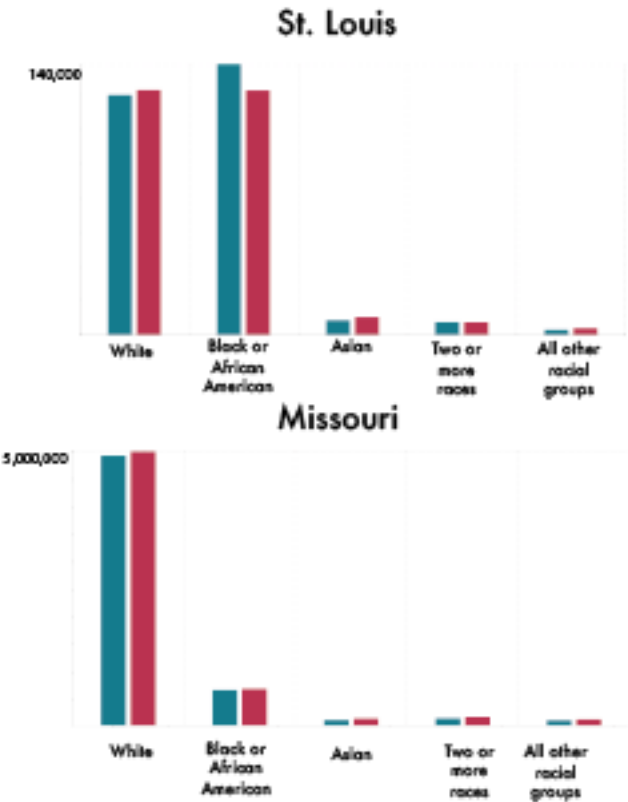 St. Louis
140,000
White
Black or
African
American
Asian
Two or
more
races
All other
racial
groups
Missouri
5,000,000
White
Black or
African
American
Asian
Two or
more
races
All other
racial
groups